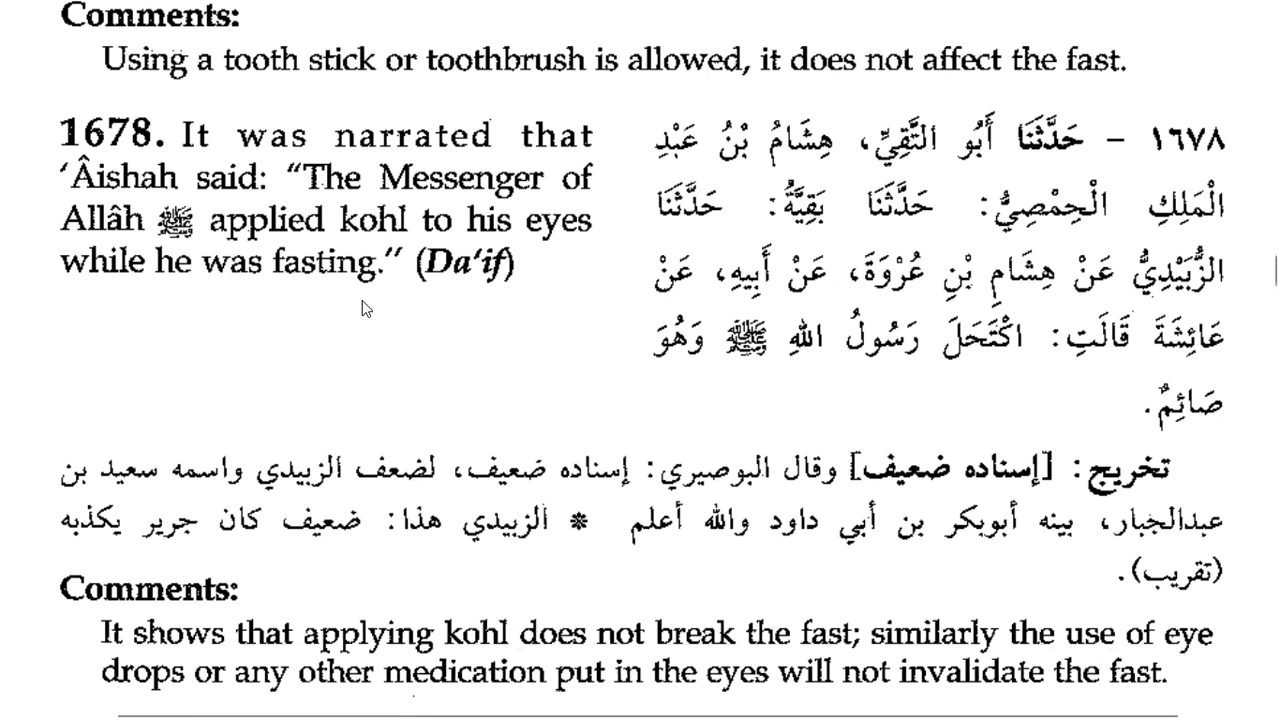 Comments:
Using a tooth stick or toothbrush is allowed, it does not affect the fast.
1678. It was narrated that
‘Âishah said: “The Messenger of
Allâh ﷺ applied kohl to his eyes
while he was fasting.” (Da‘if)
١٦٧٨ – حَدَّثَنَا أَبُو التَّقِيِّ، هِشَامُ بْنُ عَبْدِ
الْمَلِكِ الْحِمْصِيُّ: حَدَّثَنَا بَقِيَّةُ: حَدَّثَنَا
الزُّبَيْدِيُّ عَنْ هِشَامِ بْنِ عُرْوَةَ، عَنْ أَبِيهِ، عَنْ
عَائِشَةَ قَالَتِ: اكْتَحَلَ رَسُولُ اللهِ ﷺ وَهُوَ
صَائِمٌ.
تخريج: [إسناده ضعيف] وقال البوصيري: إسناده ضعيف، لضعف الزبيدي واسمه سعيد بن
عبدالجبار، بينه أبوبكر بن أبي داود والله أعلم * الزبيدي هذا: ضعيف كان جرير يكذبه
(تقريب).
Comments:
It shows that applying kohl does not break the fast; similarly the use of eye
drops or any other medication put in the eyes will not invalidate the fast.